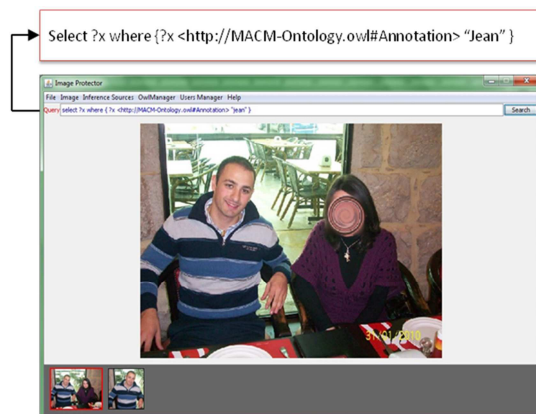 Select ?x where {?x <http://MACM-Ontology.owl#Annotation> “Jean” }
Image Protector
File Image Inference Sources OwlManager Users Manager Help
Query select ?x where { ?x <http://MACM-Ontology.owl#Annotation> "jean" } Search
31/01/2010